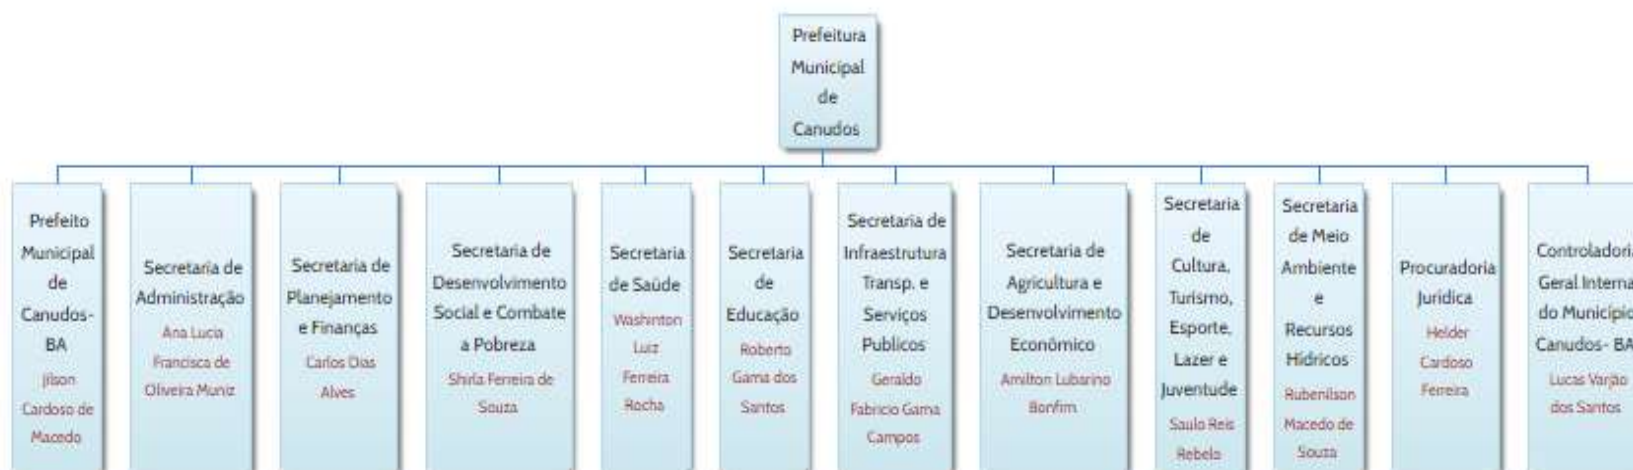 Prefeitura
Municipal
de
Canudos
Prefeito
Municipal
de
Canudos-
BA
Jilson
Cardoso de
Macedo
Secretaria de
Administração
Ana Lucia
Francisca de
Oliveira Muniz
Secretaria de
Planejamento
e Finanças
Carlos Dias
Alves
Secretaria de
Desenvolvimento
Social e Combate
a Pobreza
Shirla Ferreira de
Souza
Secretaria
de Saúde
Washinton
Luiz
Ferreira
Rocha
Secretaria
de
Educação
Roberto
Gama dos
Santos
Secretaria de
Infraestrutura
Transp. e
Serviços
Publicos
Geraldo
Fabricio Gama
Campos
Secretaria de
Agricultura e
Desenvolvimento
Econômico
Amilton Lubarino
Bonfim
Secretaria
de
Cultura,
Turismo,
Esporte,
Lazer e
Juventude
Saulo Reis
Rebelo
Secretaria
de Meio
Ambiente
e
Recursos
Hidricos
Rubenilson
Macedo de
Souza
Procuradoria
Juridica
Helder
Cardoso
Ferreira
Controladoria
Geral Interna
do Municipio
Canudos- BA
Lucas Varjão
dos Santos